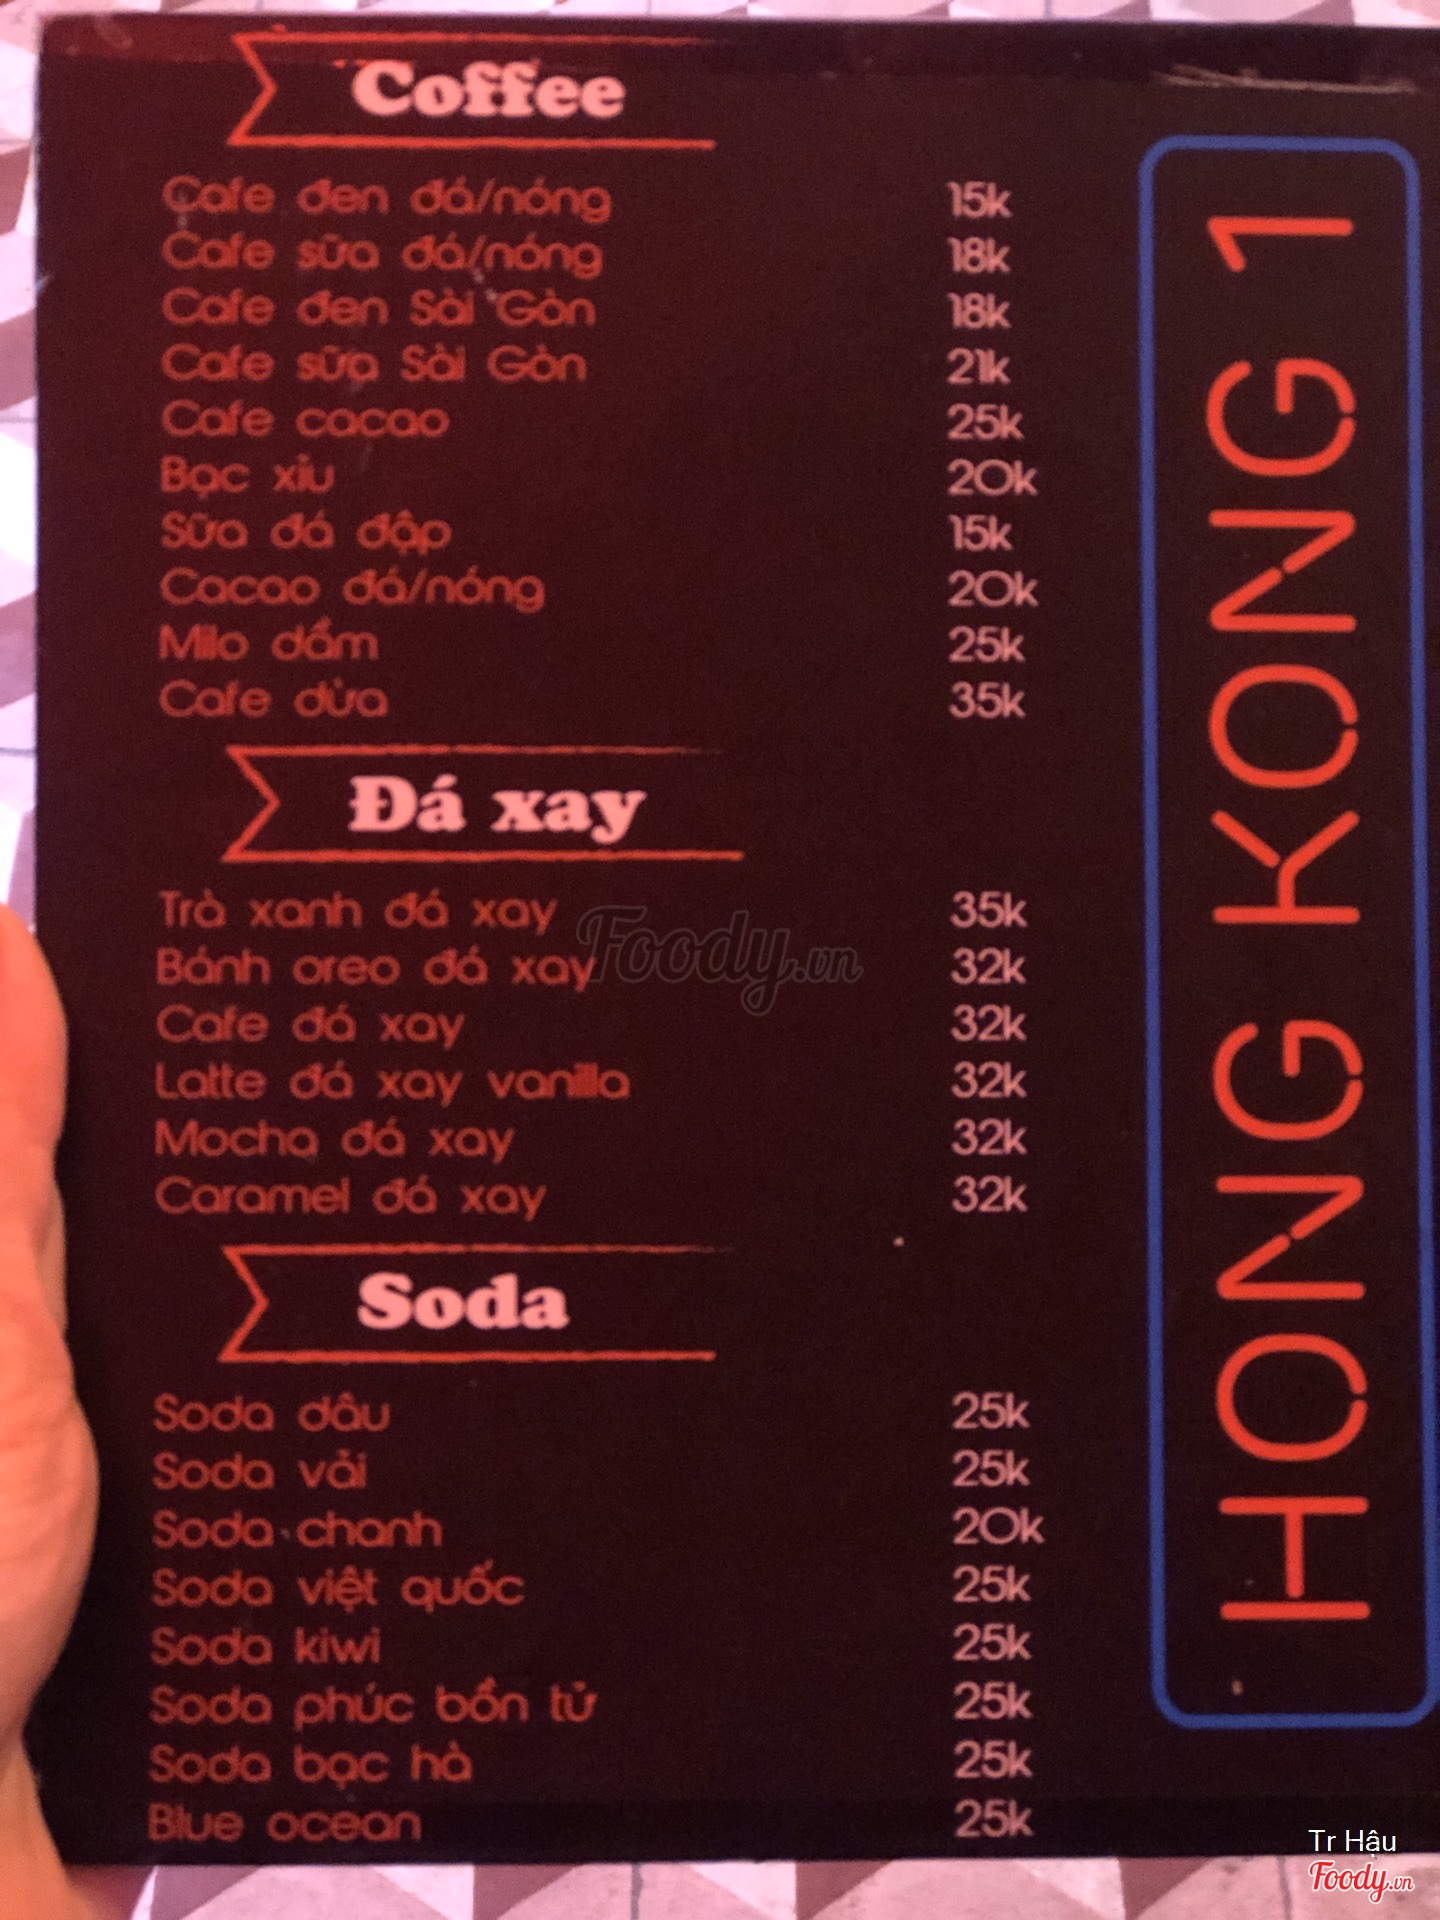 Coffee
Cafe đen đá/nóng 15k
Cafe sữa đá/nóng 18k
Cafe đen Sài Gòn 18k
Cafe sữa Sài Gòn 21k
Cafe cacao 25k
Bạc xỉu 20k
Sữa đá đập 15k
Cacao đá/nóng 20k
Milo dầm 25k
Cafe dừa 35k
Đá xay
Trà xanh đá xay 35k
Bánh oreo đá xay 32k
Cafe đá xay 32k
Latte đá xay vanilla 32k
Mocha đá xay 32k
Caramel đá xay 32k
Soda
Soda dâu 25k
Soda vải 25k
Soda chanh 20k
Soda việt quốc 25k
Soda kiwi 25k
Soda phúc bồn tử 25k
Soda bạc hà 25k
Blue ocean 25k
HONG KONG 1
Foody.vn
Tr Hậu
Foody.vn